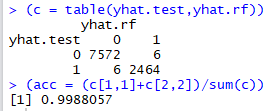 > (c = table(yhat.test,yhat.rf))
yhat.rf
yhat.test 0 1
0 7572 6
1 6 2464
> (acc = (c[1,1]+c[2,2])/sum(c))
[1] 0.9988057